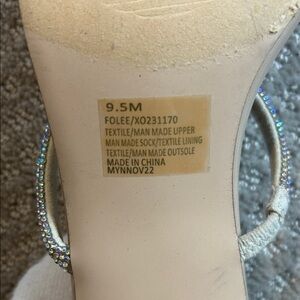 9.5M
FOLEE/XO231170
TEXTILE/MAN MADE UPPER
MAN MADE SOCK/TEXTILE LINING
TEXTILE/MAN MADE OUTSOLE
MADE IN CHINA
MYNNOV22